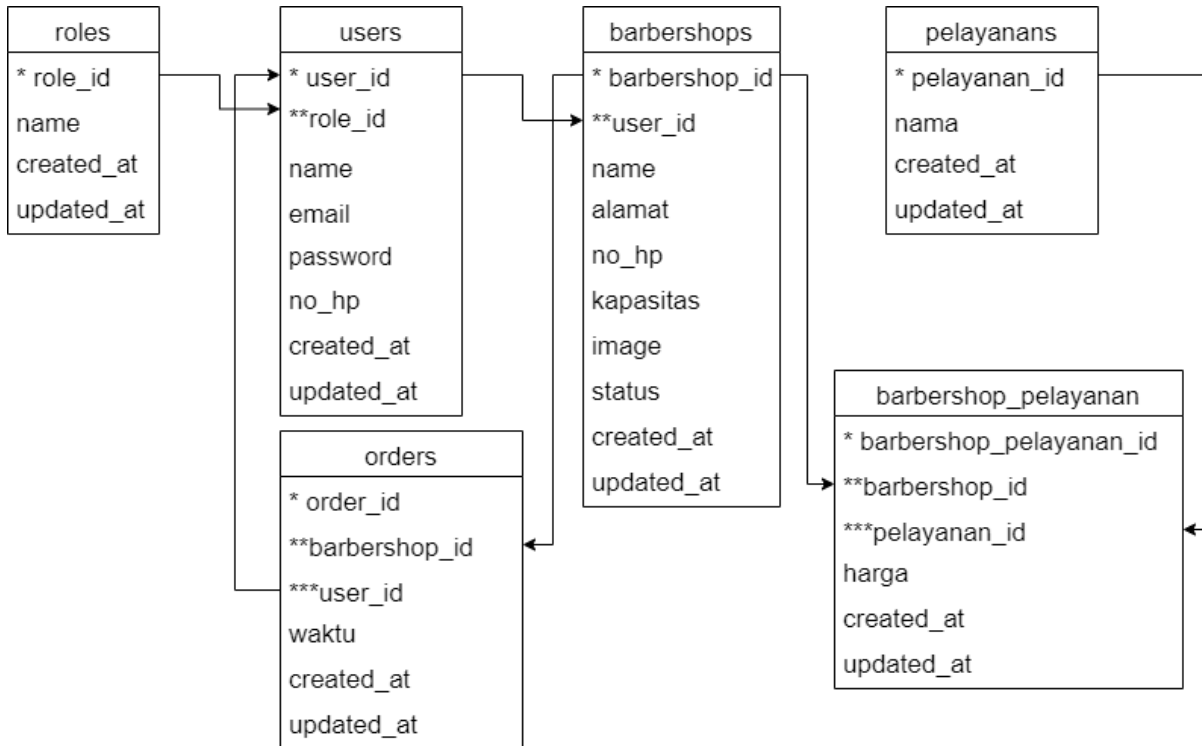 roles
* role_id
name
created_at
updated_at
users
* user_id
**role_id
name
email
password
no_hp
created_at
updated_at
barbershops
* barbershop_id
**user_id
name
alamat
no_hp
kapasitas
image
status
created_at
updated_at
pelayanans
* pelayanan_id
nama
created_at
updated_at
orders
* order_id
**barbershop_id
***user_id
waktu
created_at
updated_at
barbershop_pelayanan
* barbershop_pelayanan_id
**barbershop_id
***pelayanan_id
harga
created_at
updated_at